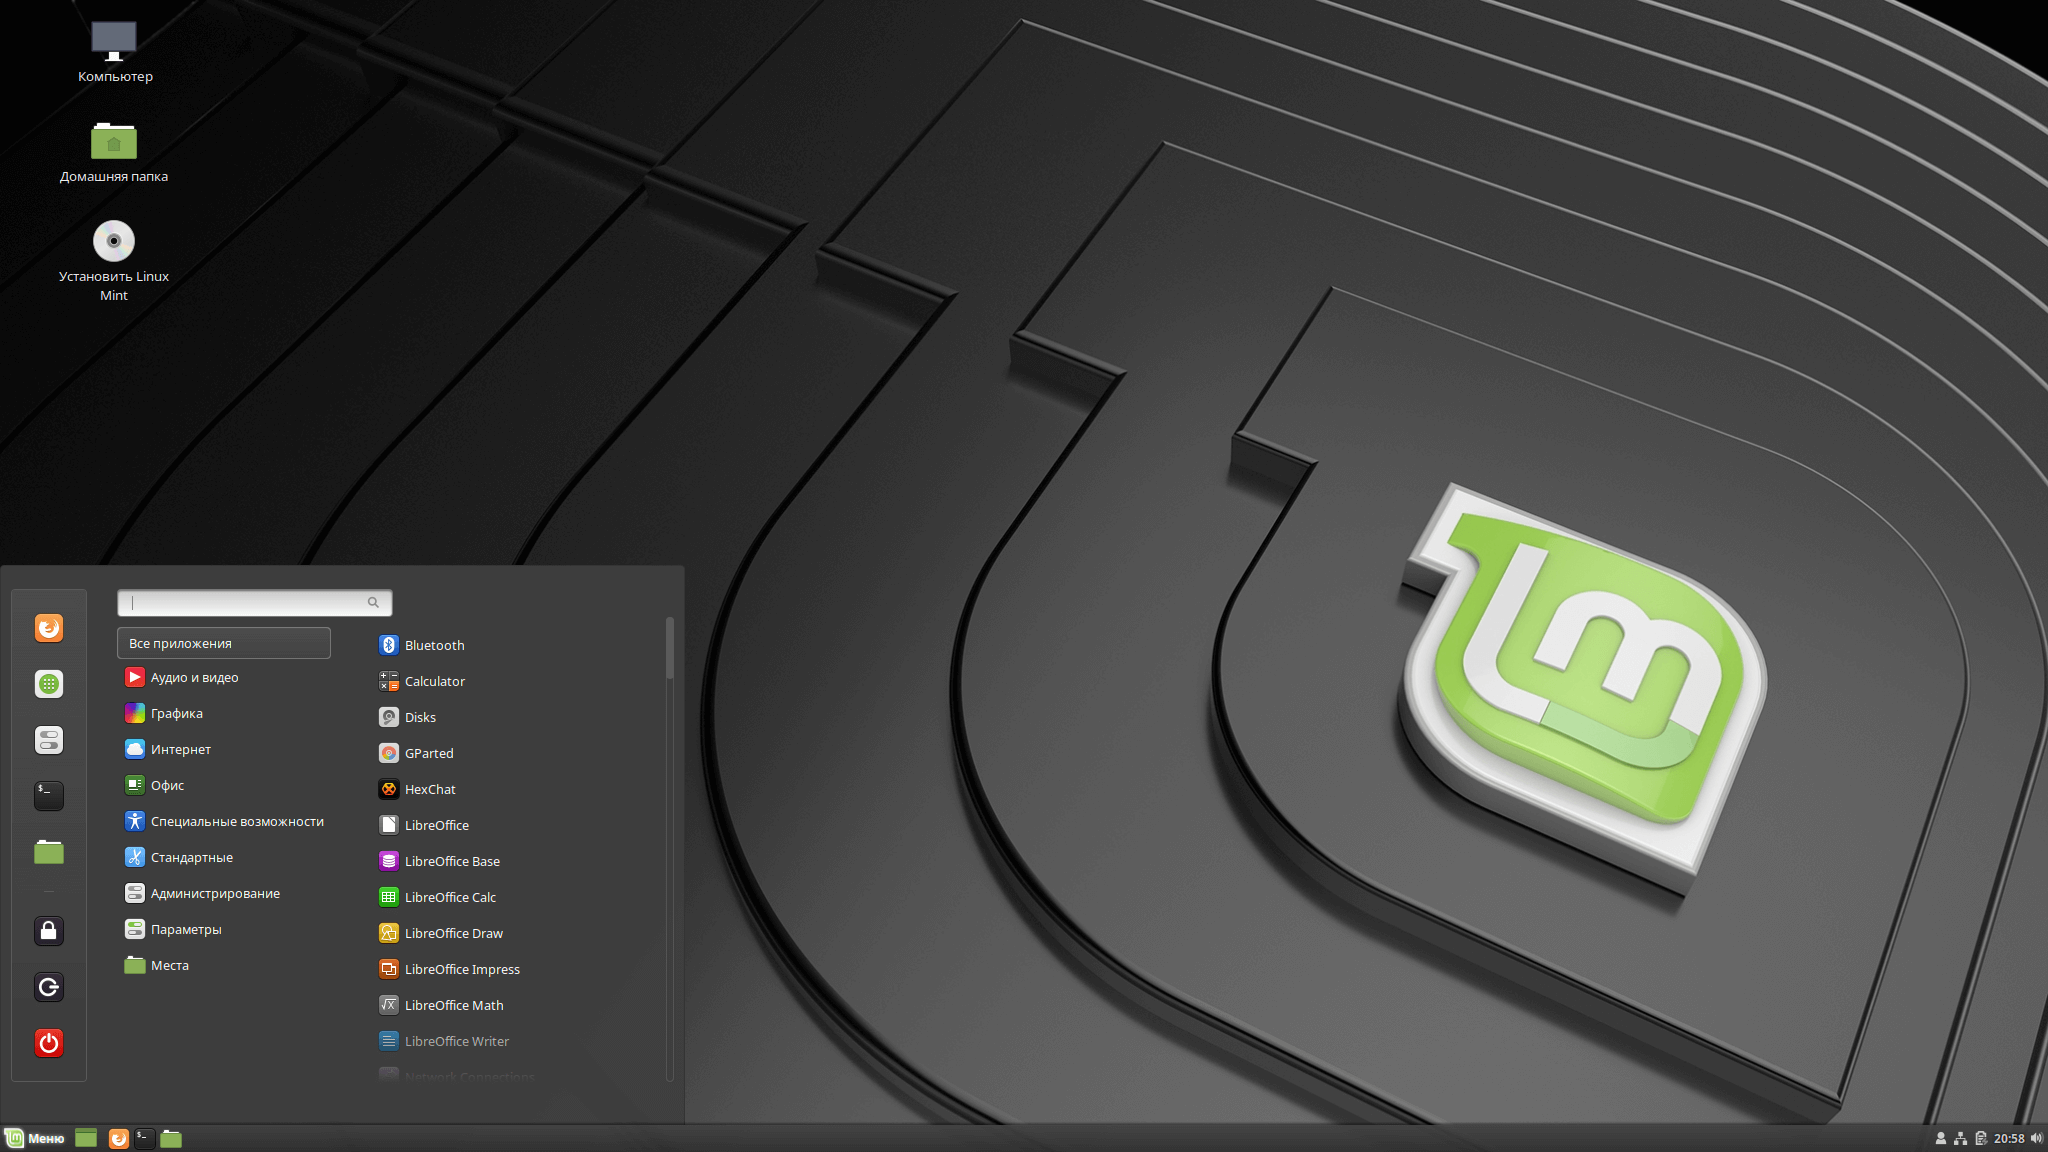 Компьютер
Домашняя папка
Установить Linux
Mint
Все приложения
Аудио и видео
Графика
Интернет
Офис
Специальные возможности
Стандартные
Администрирование
Параметры
Места
Bluetooth
Calculator
Disks
GParted
HexChat
LibreOffice
LibreOffice Base
LibreOffice Calc
LibreOffice Draw
LibreOffice Impress
LibreOffice Math
LibreOffice Writer
Network Connections
Меню
20:58